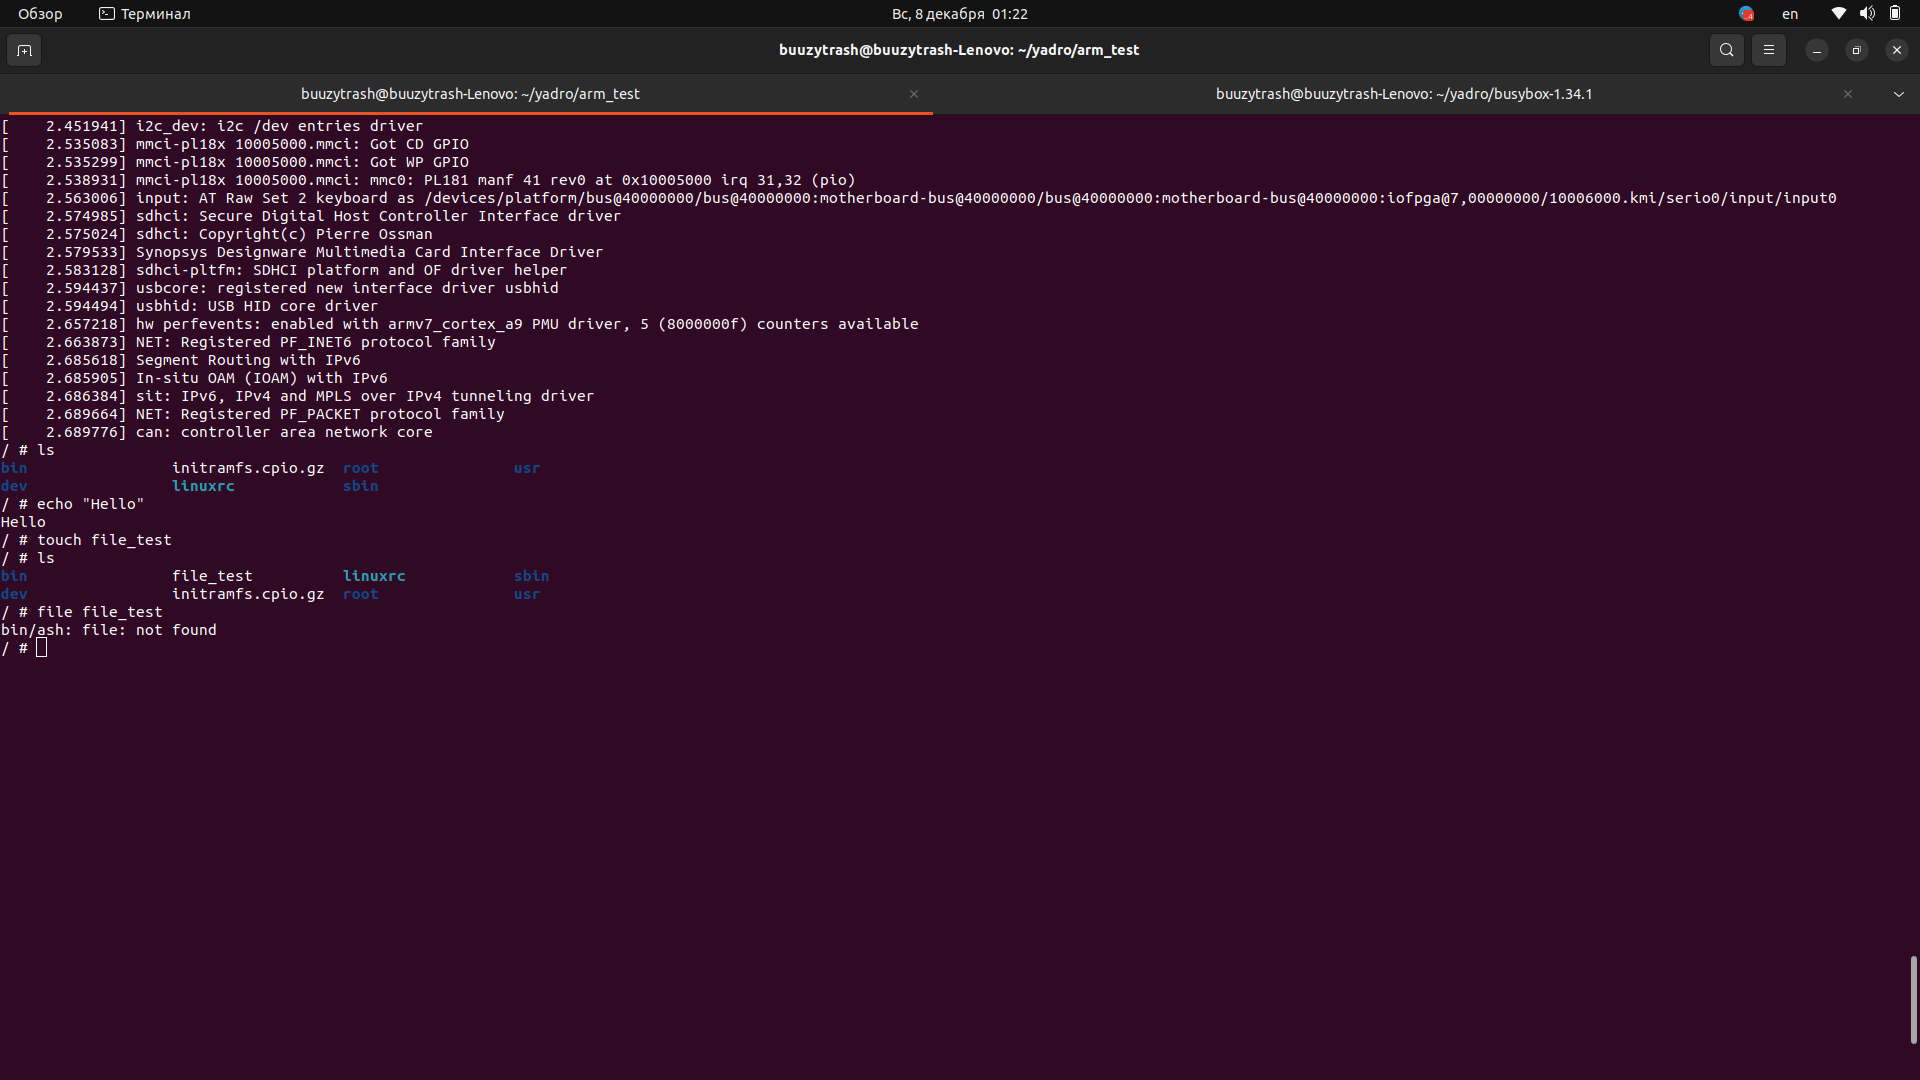 Обзор Терминал Вс, 8 декабря 01:22 en
buuzytrash@buuzytrash-Lenovo: ~/yadro/arm_test
buuzytrash@buuzytrash-Lenovo: ~/yadro/arm_test buuzytrash@buuzytrash-Lenovo: ~/yadro/busybox-1.34.1
[    2.451941] i2c_dev: i2c /dev entries driver
[    2.535083] mmci-pl18x 10005000.mmci: Got CD GPIO
[    2.535299] mmci-pl18x 10005000.mmci: Got WP GPIO
[    2.538931] mmci-pl18x 10005000.mmci: mmc0: PL181 manf 41 rev0 at 0x10005000 irq 31,32 (pio)
[    2.563006] input: AT Raw Set 2 keyboard as /devices/platform/bus@40000000/bus@40000000:motherboard-bus@40000000/bus@40000000:motherboard-bus@40000000:iofpga@7,00000000/10006000.kmi/serio0/input/input0
[    2.574985] sdhci: Secure Digital Host Controller Interface driver
[    2.575024] sdhci: Copyright(c) Pierre Ossman
[    2.579533] Synopsys Designware Multimedia Card Interface Driver
[    2.583128] sdhci-pltfm: SDHCI platform and OF driver helper
[    2.594437] usbcore: registered new interface driver usbhid
[    2.594494] usbhid: USB HID core driver
[    2.657218] hw perfevents: enabled with armv7_cortex_a9 PMU driver, 5 (8000000f) counters available
[    2.663873] NET: Registered PF_INET6 protocol family
[    2.685618] Segment Routing with IPv6
[    2.685905] In-situ OAM (IOAM) with IPv6
[    2.686384] sit: IPv6, IPv4 and MPLS over IPv4 tunneling driver
[    2.689664] NET: Registered PF_PACKET protocol family
[    2.689776] can: controller area network core
/ # ls
bin                initramfs.cpio.gz  root               usr
dev                linuxrc            sbin
/ # echo "Hello"
Hello
/ # touch file_test
/ # ls
bin                file_test          linuxrc            sbin
dev                initramfs.cpio.gz  root               usr
/ # file file_test
bin/ash: file: not found
/ #